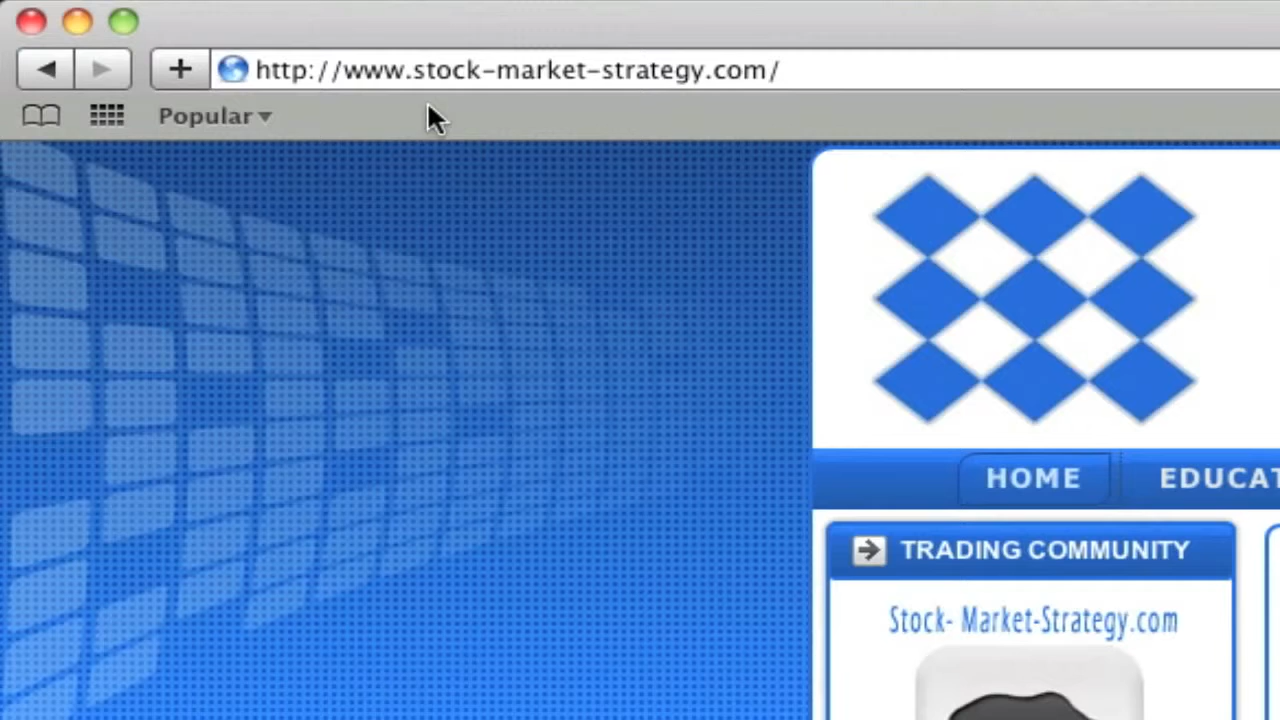 http://www.stock-market-strategy.com/
Popular
HOME
EDUCAT
TRADING COMMUNITY
Stock- Market-Strategy.com